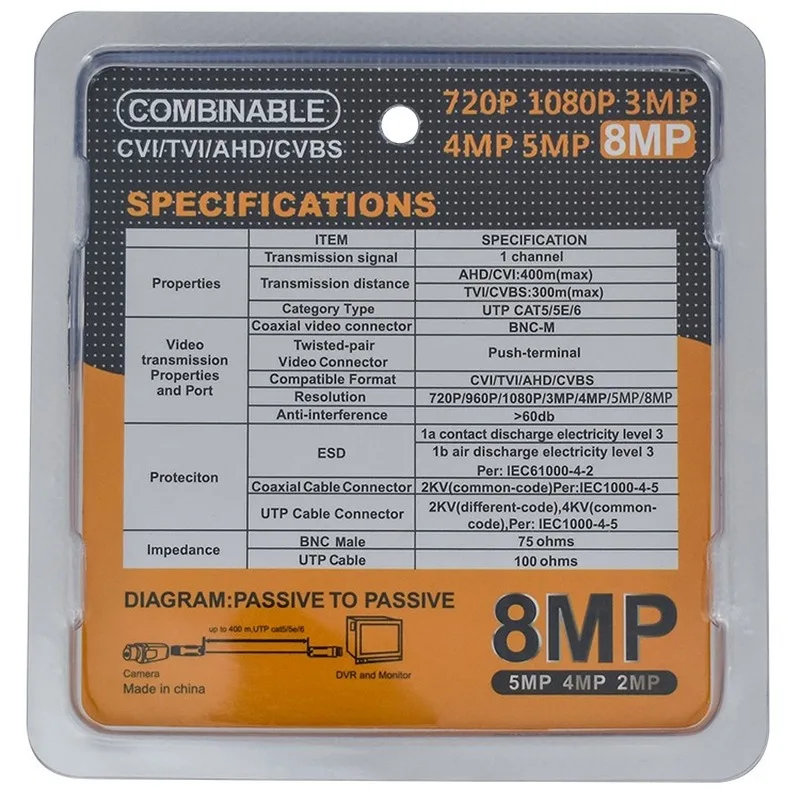 COMBINABLE
CVI/TVI/AHD/CVBS
720P 1080P 3MP
4MP 5MP 8MP
SPECIFICATIONS
ITEM SPECIFICATION
Properties
Transmission signal 1 channel
Transmission distance AHD/CVI:400m(max)
TVI/CVBS:300m(max)
Category Type UTP CAT5/5E/6
Video
transmission
Properties
and Port
Coaxial video connector BNC-M
Twisted-pair
Video Connector
Push-terminal
Compatible Format CVI/TVI/AHD/CVBS
Resolution 720P/960P/1080P/3MP/4MP/5MP/8MP
Anti-interference >60db
Proteciton
ESD
1a contact discharge electricity level 3
1b air discharge electricity level 3
Per: IEC61000-4-2
Coaxial Cable Connector 2KV(common-code)Per:IEC1000-4-5
UTP Cable Connector 2KV(different-code),4KV(common-
code),Per: IEC1000-4-5
Impedance
BNC Male 75 ohms
UTP Cable 100 ohms
DIAGRAM:PASSIVE TO PASSIVE
up to 400 m,UTP cat5/5e/6
Camera
DVR and Monitor
Made in china
8MP
5MP 4MP 2MP